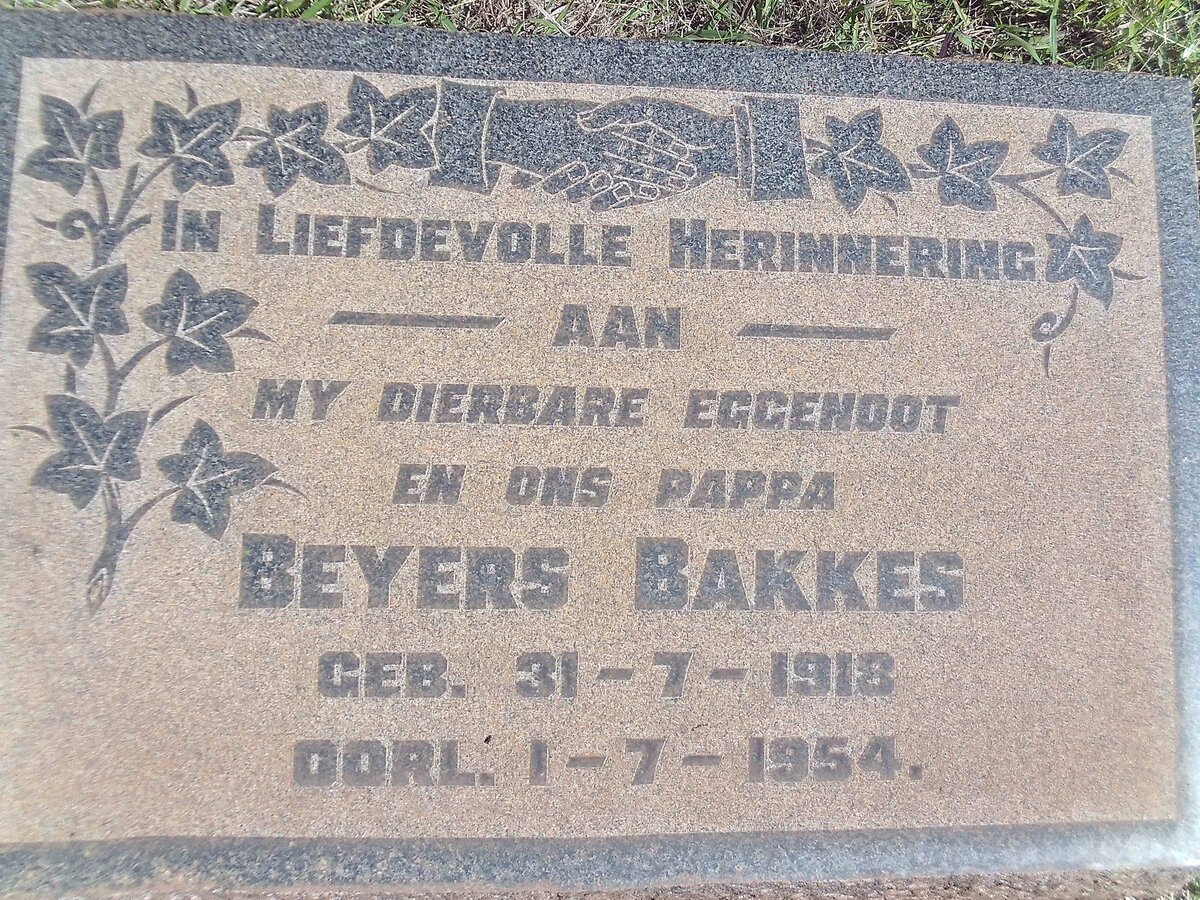 IN LIEFDEVOLLE HERINNERING
— AAN —
MY DIERBARE EGGENOOT
EN ONS PAPPA
BEYERS BAKKES
GEB. 31-7-1918
OORL. 1-7-1954.